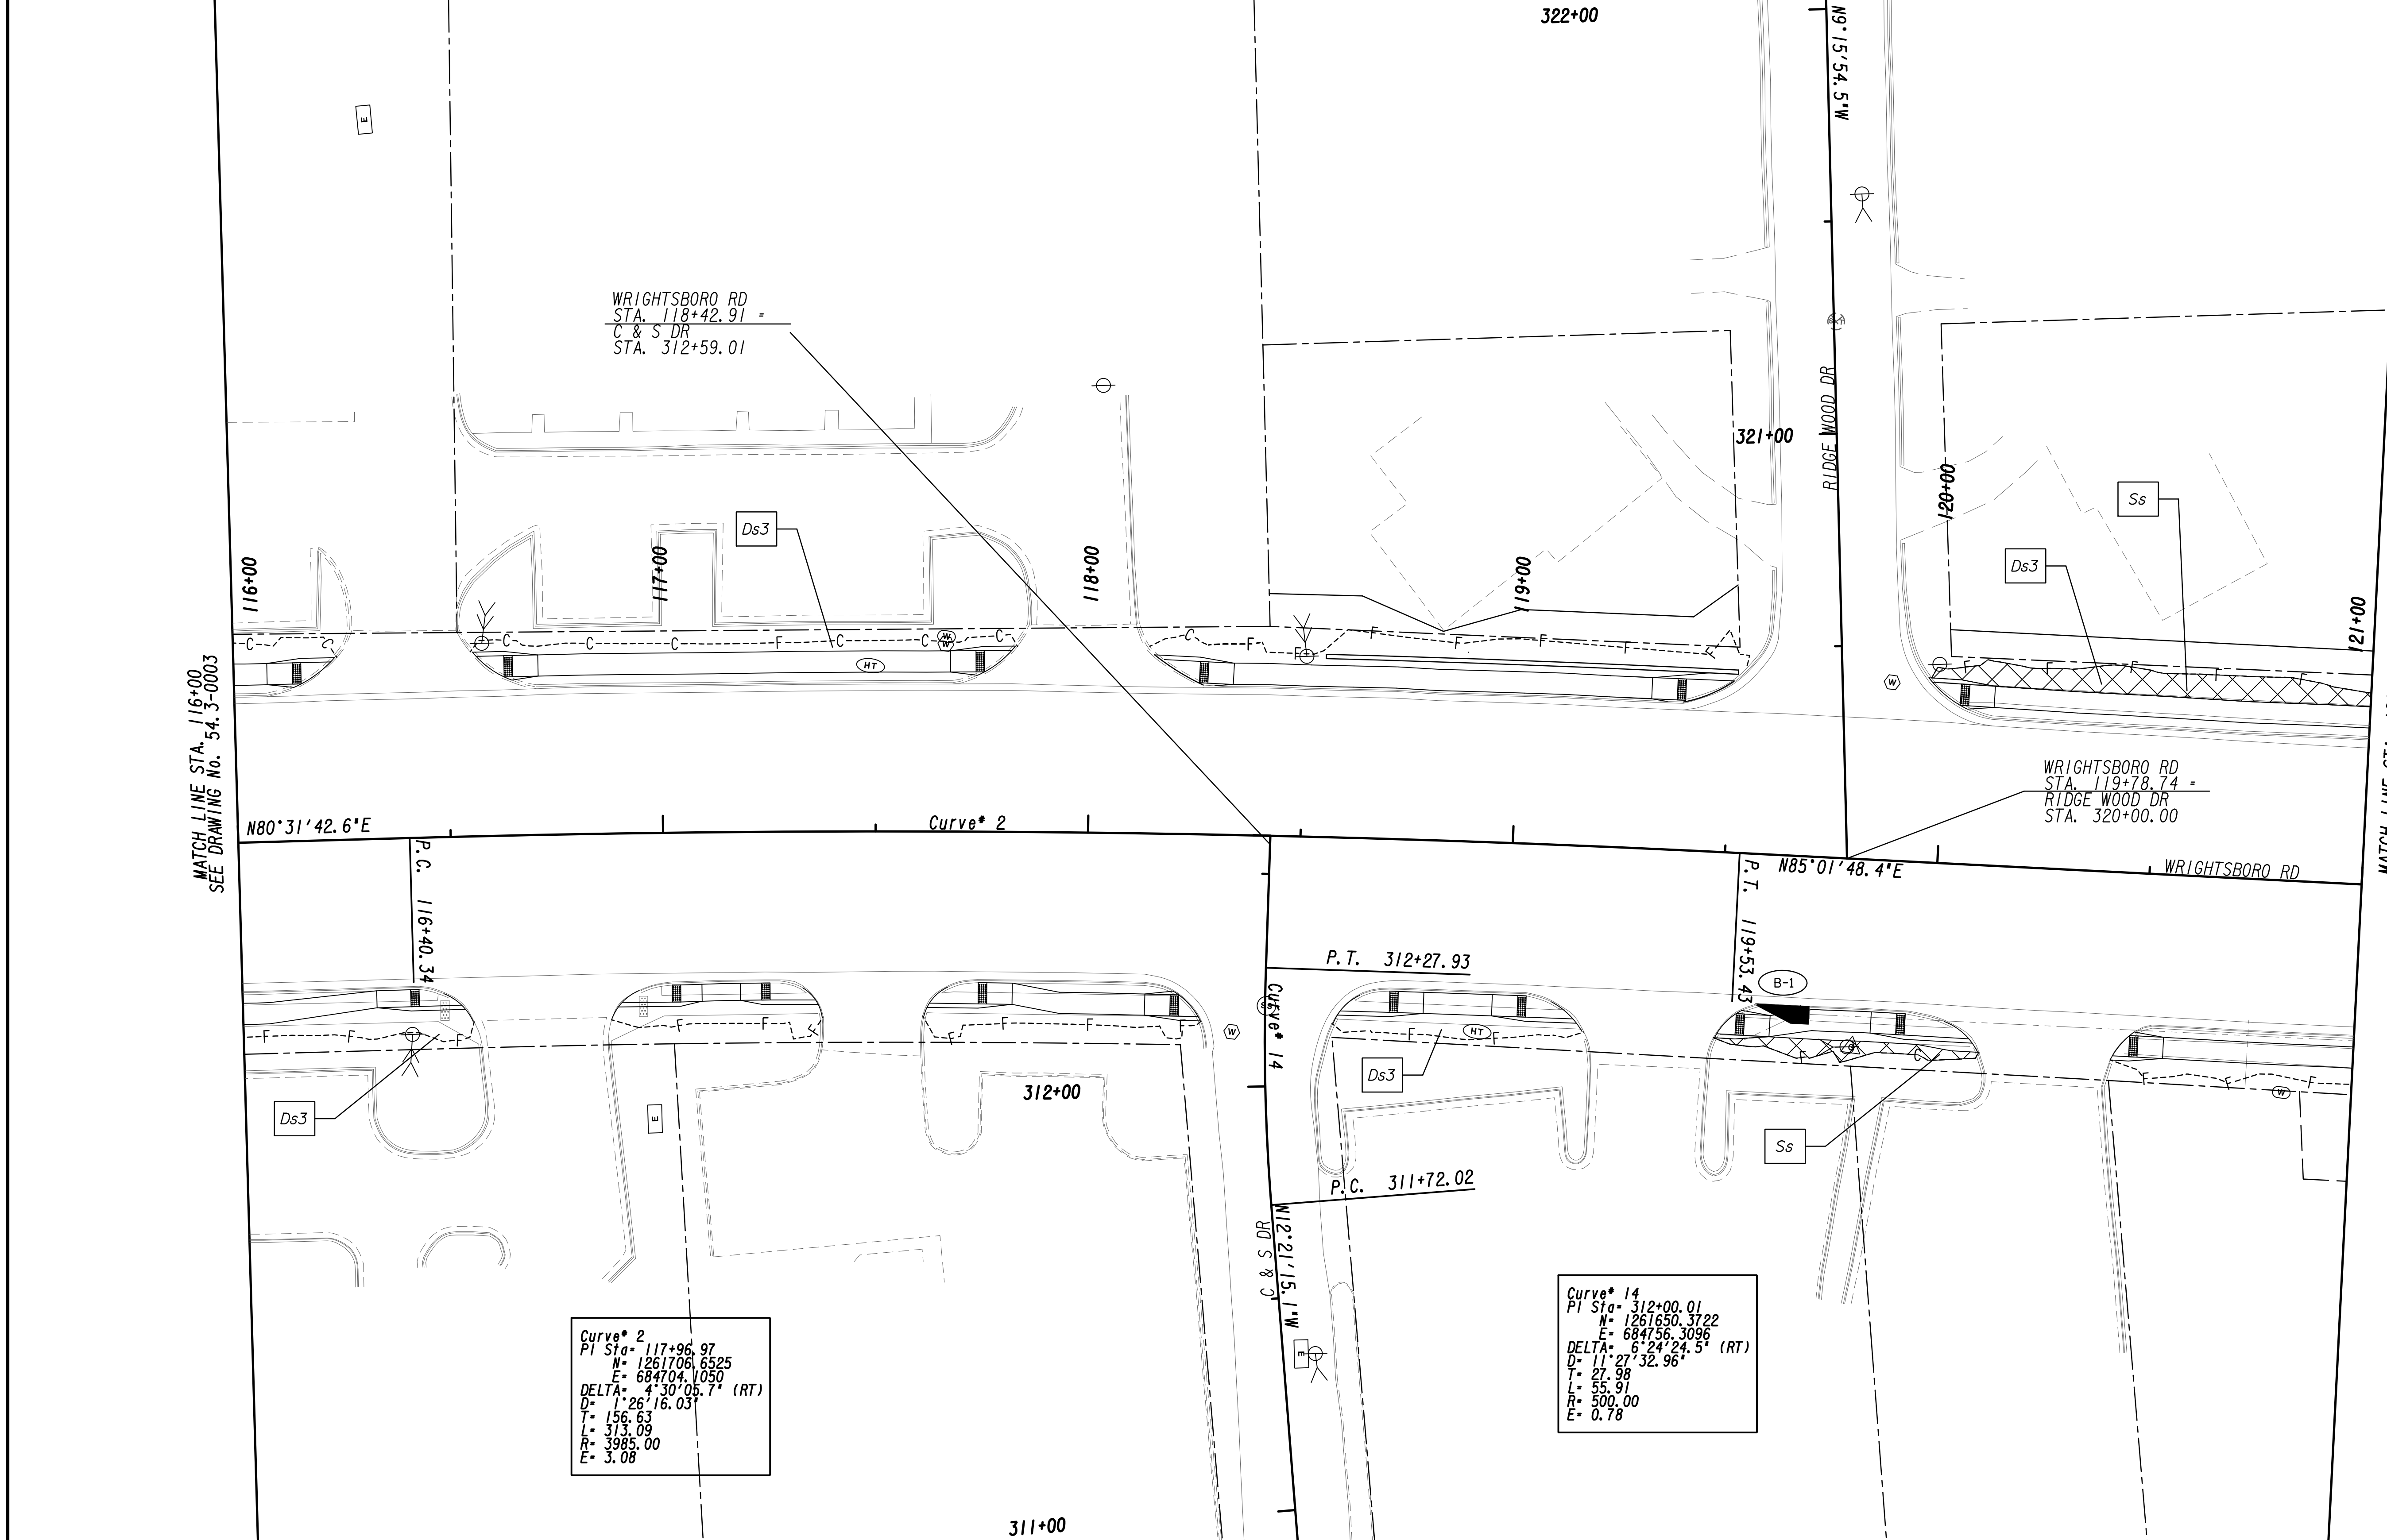 322+00
N9°15'54.5"W
E
WRIGHTSBORO RD
STA. 118+42.91 =
C & S DR
STA. 312+59.01
RIDGE WOOD DR
321+00
120+00
Ss
Ds3
Ds3
116+00
117+00
118+00
119+00
121+00
C
C
C
C
C
F
C
C
C
W
HT
C
F
F
F
F
F
F
F
W
F
F
F
F
F
MATCH LINE STA. 116+00
SEE DRAWING No. 54.3-0003
WRIGHTSBORO RD
STA. 119+78.74 =
RIDGE WOOD DR
STA. 320+00.00
N80°31'42.6"E
Curve# 2
N85°01'48.4"E
WRIGHTSBORO RD
P.C. 116+40.34
P.T. 119+53.43
P.T. 312+27.93
B-1
Curve# 14
F
F
F
F
F
F
F
F
F
F
W
F
HT
F
F
C
F
F
F
W
Ds3
Ds3
Ss
E
312+00
P.C. 311+72.02
N12°21'15.1"W
C & S DR
E
Curve# 2
PI Sta= 117+96.97
N= 1261706.6525
E= 684704.1050
DELTA= 4°30'05.7" (RT)
D= 1°26'16.03"
T= 156.63
L= 313.09
R= 3985.00
E= 3.08
Curve# 14
PI Sta= 312+00.01
N= 1261650.3722
E= 684756.3096
DELTA= 6°24'24.5" (RT)
D= 11°27'32.96"
T= 27.98
L= 55.91
R= 500.00
E= 0.78
311+00